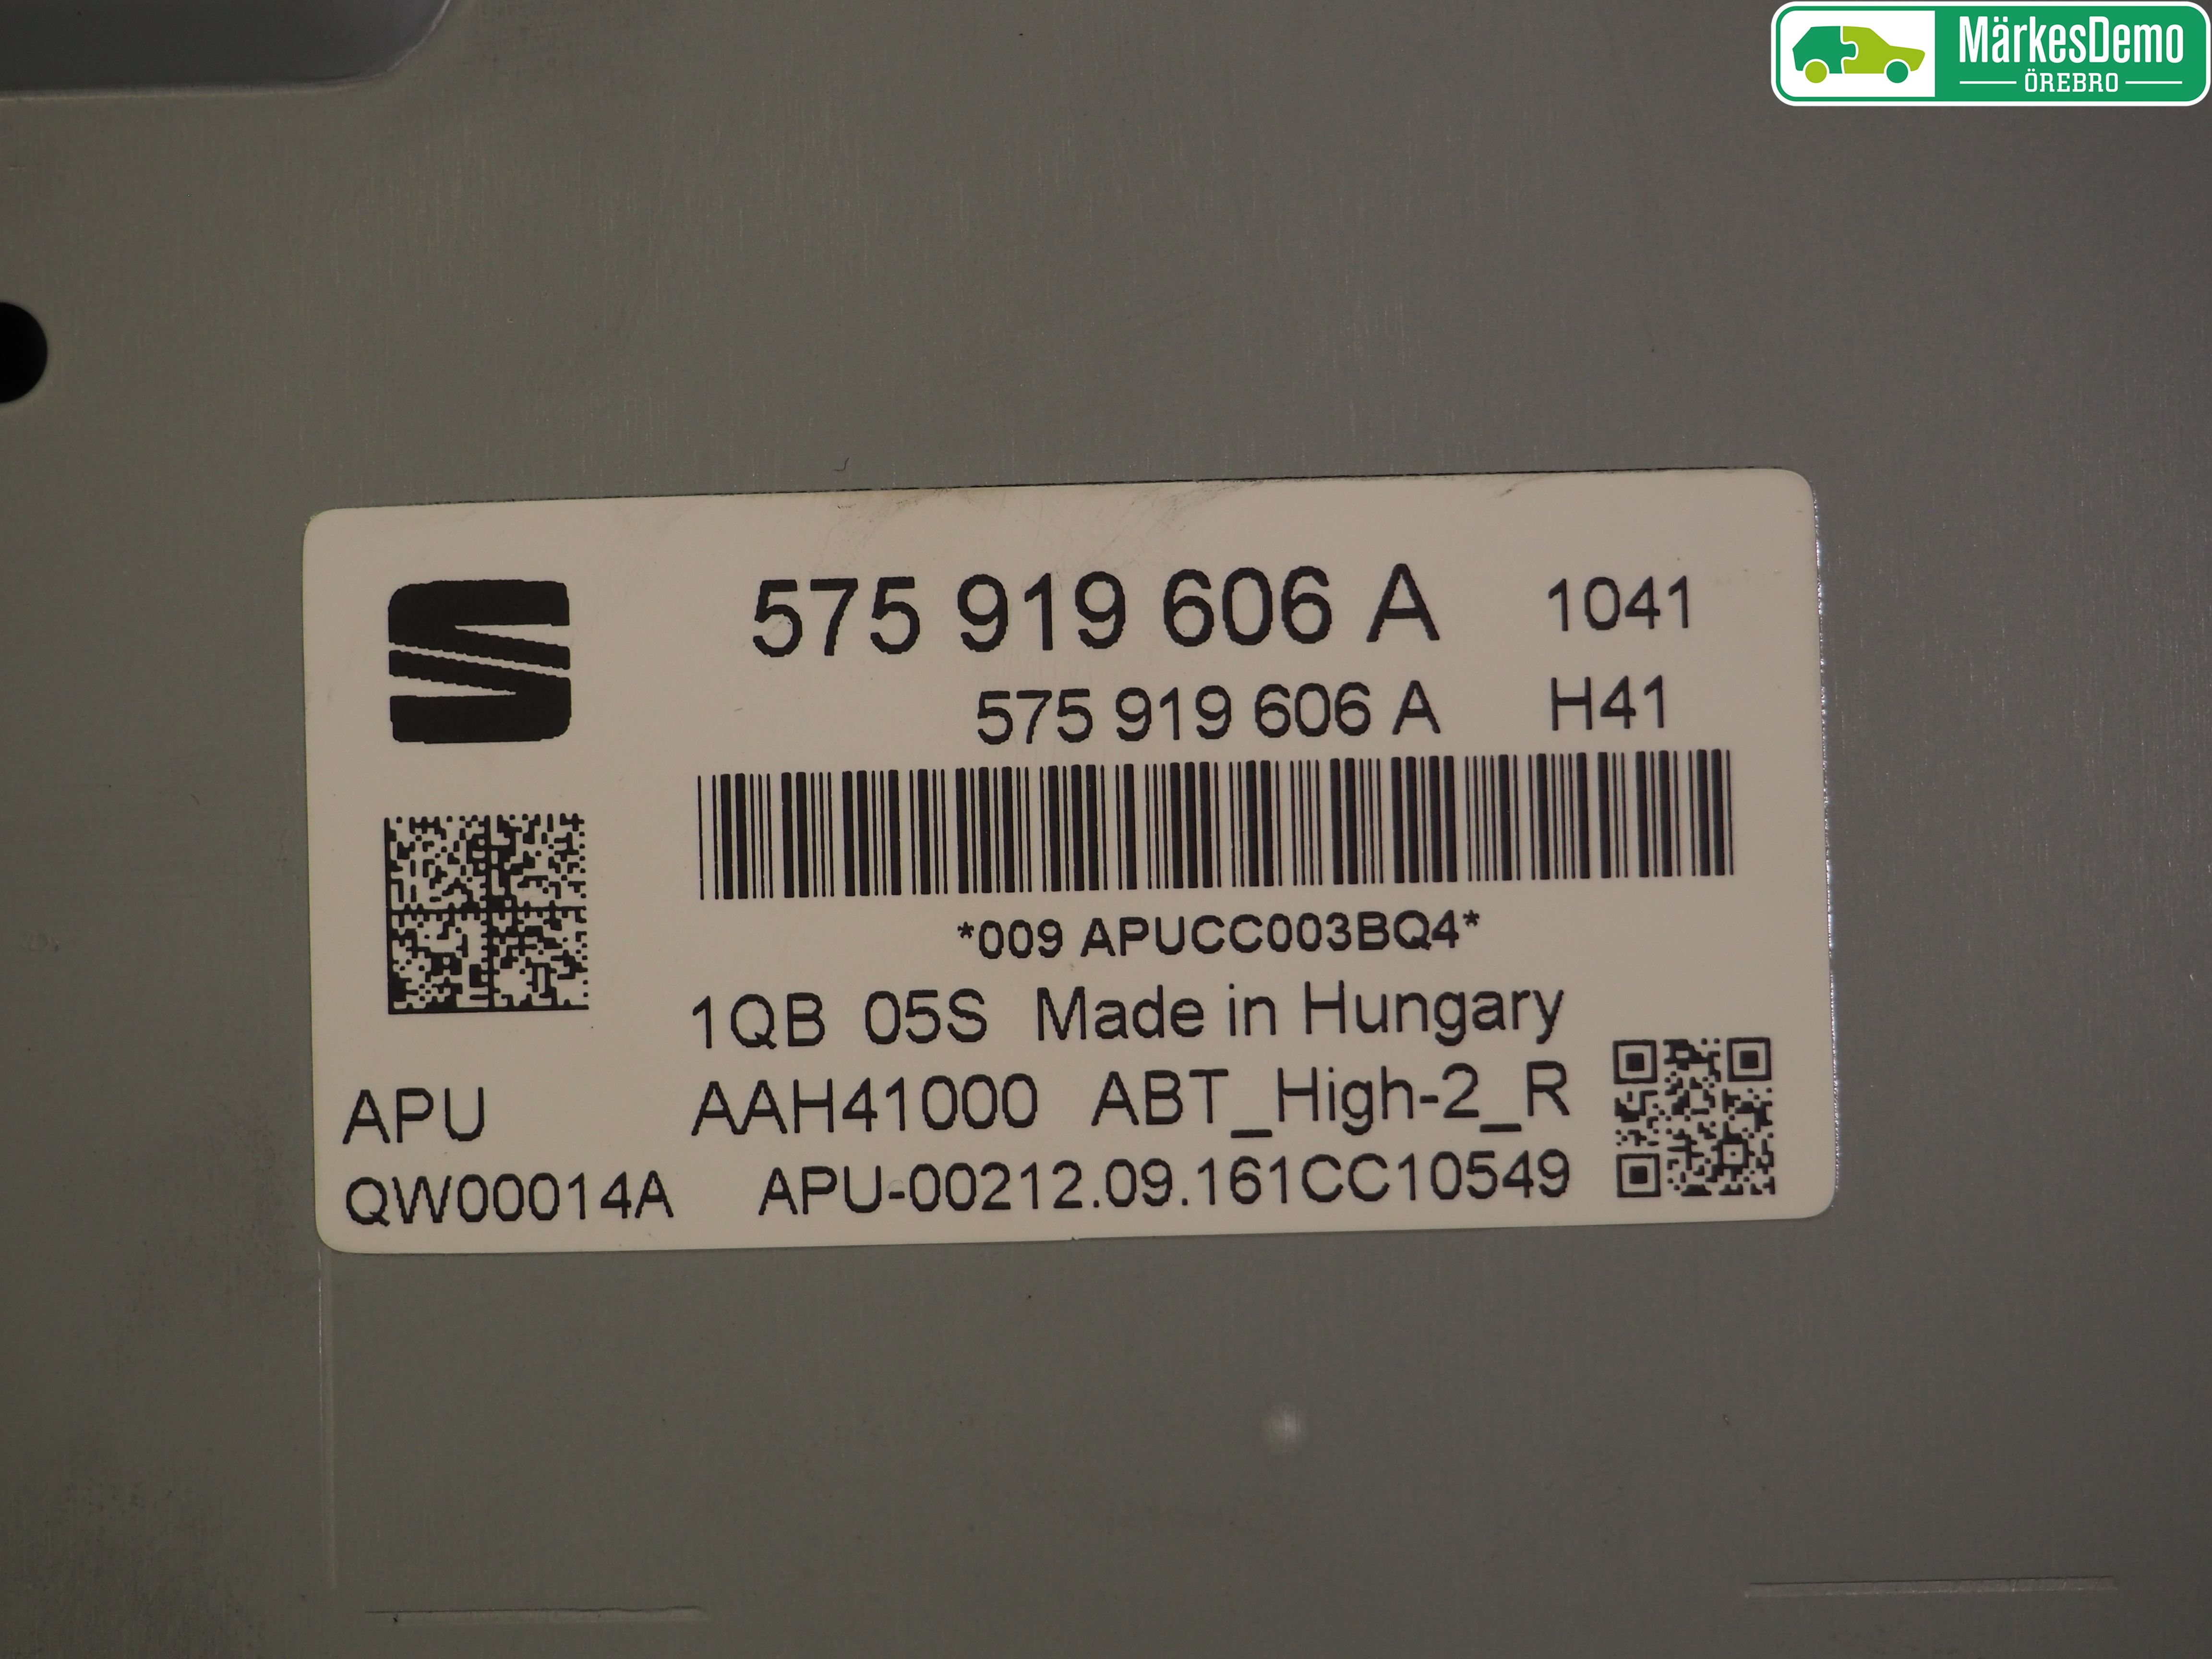 MärkesDemo
ÖREBRO
575 919 606 A 1041
575 919 606 A H41
*009 APUCC003BQ4*
1QB 05S Made in Hungary
APU AAH41000 ABT_High-2_R
QW00014A APU-00212.09.161CC10549